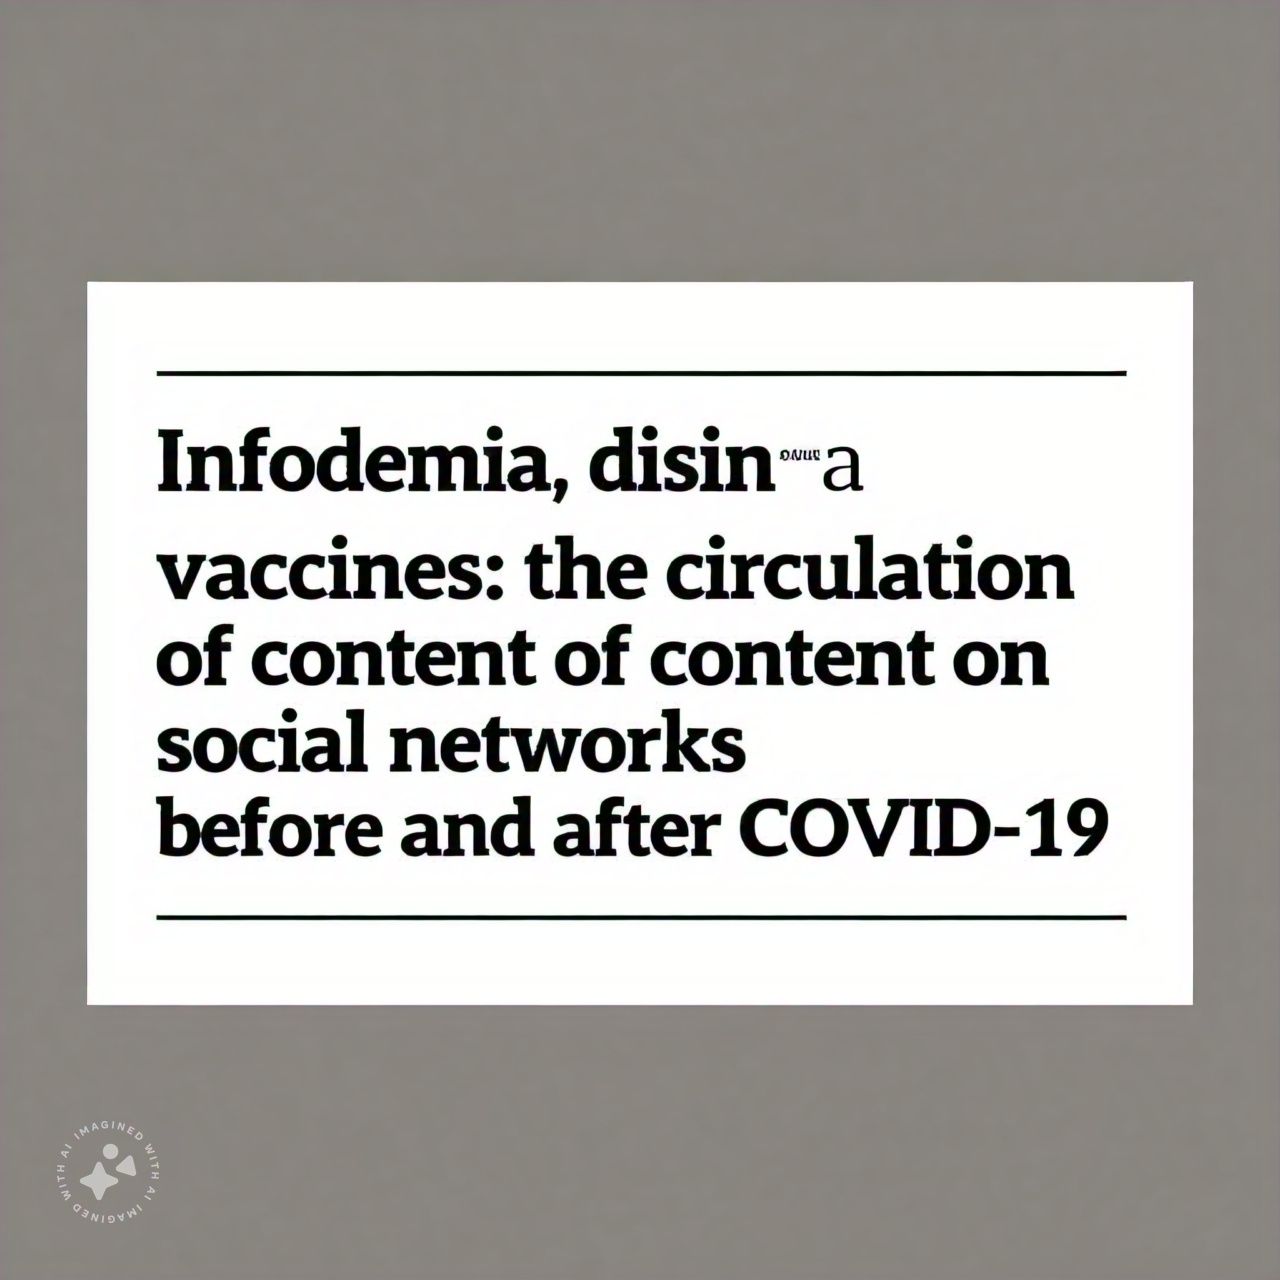 Infodemia, disin a
vaccines: the circulation
of content of content on
social networks
before and after COVID-19
IMAGINED WITH AI IMAGINED WITH AI